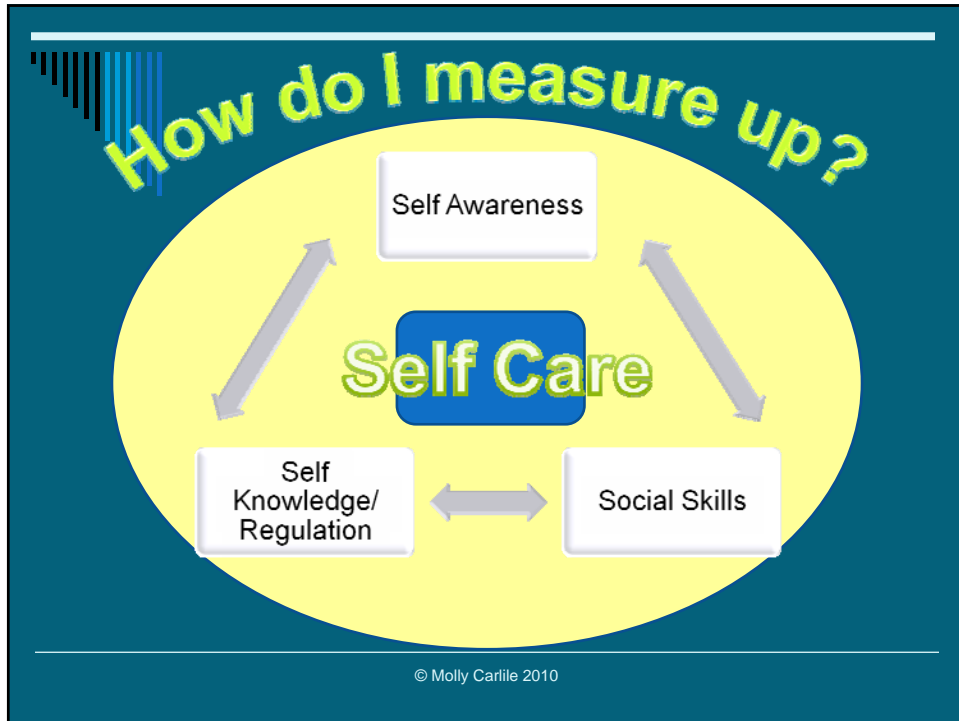 How do I measure up?
Self Awareness
Self Care
Self
Knowledge/
Regulation
Social Skills
© Molly Carlile 2010